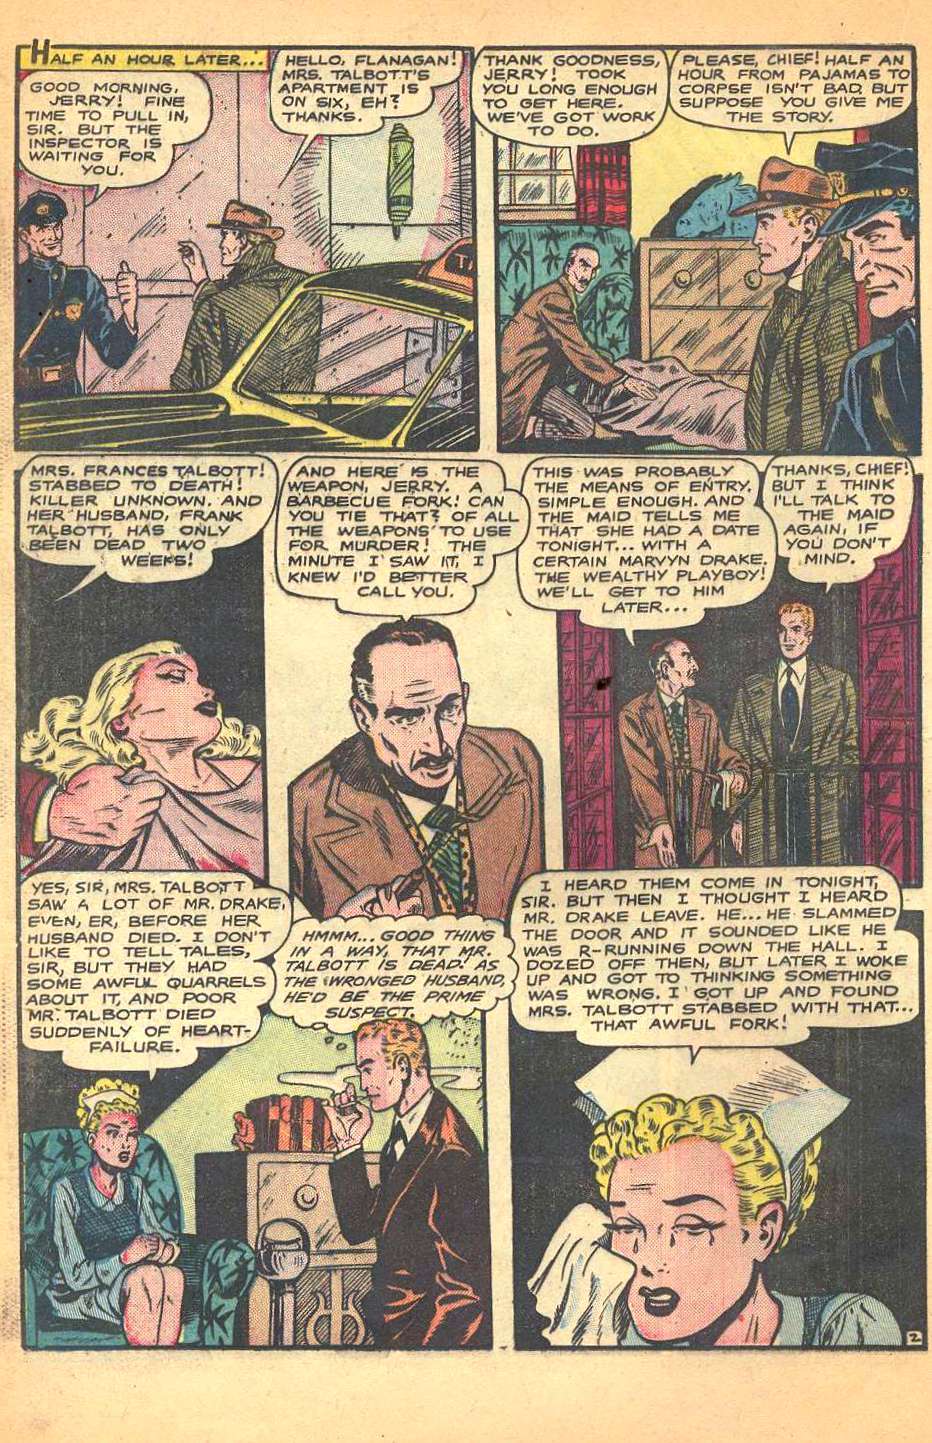 HALF AN HOUR LATER...
GOOD MORNING,
JERRY! FINE
TIME TO PULL IN,
SIR. BUT THE
INSPECTOR IS
WAITING FOR
YOU.
HELLO, FLANAGAN!
MRS. TALBOTT'S
APARTMENT IS
ON SIX, EH?
THANKS.
TA
THANK GOODNESS,
JERRY! TOOK
YOU LONG ENOUGH
TO GET HERE.
WE'VE GOT WORK
TO DO.
PLEASE, CHIEF! HALF AN
HOUR FROM PAJAMAS TO
CORPSE ISN'T BAD, BUT
SUPPOSE YOU GIVE ME
THE STORY.
MRS. FRANCES TALBOTT!
STABBED TO DEATH!
KILLER UNKNOWN. AND
HER HUSBAND, FRANK
TALBOTT, HAS ONLY
BEEN DEAD TWO
WEEKS!
AND HERE IS THE
WEAPON, JERRY. A
BARBECUE FORK! CAN
YOU TIE THAT? OF ALL
THE WEAPONS TO USE
FOR MURDER! THE
MINUTE I SAW IT, I
KNEW I'D BETTER
CALL YOU.
THIS WAS PROBABLY
THE MEANS OF ENTRY.
SIMPLE ENOUGH. AND
THE MAID TELLS ME
THAT SHE HAD A DATE
TONIGHT... WITH A
CERTAIN MARVYN DRAKE,
THE WEALTHY PLAYBOY!
WE'LL GET TO HIM
LATER...
THANKS, CHIEF!
BUT I THINK
I'LL TALK TO
THE MAID
AGAIN, IF
YOU DON'T
MIND.
YES, SIR, MRS. TALBOTT
SAW A LOT OF MR. DRAKE,
EVEN, ER, BEFORE HER
HUSBAND DIED. I DON'T
LIKE TO TELL TALES,
SIR, BUT THEY HAD
SOME AWFUL QUARRELS
ABOUT IT, AND POOR
MR. TALBOTT DIED
SUDDENLY OF HEART-
FAILURE.
HMMM... GOOD THING
IN A WAY, THAT MR.
TALBOTT IS DEAD! AS
THE WRONGED HUSBAND,
HE'D BE THE PRIME
SUSPECT.
I HEARD THEM COME IN TONIGHT,
SIR. BUT THEN I THOUGHT I HEARD
MR. DRAKE LEAVE. HE... HE SLAMMED
THE DOOR AND IT SOUNDED LIKE HE
WAS R-RUNNING DOWN THE HALL. I
DOZED OFF THEN, BUT LATER I WOKE
UP AND GOT TO THINKING SOMETHING
WAS WRONG. I GOT UP AND FOUND
MRS. TALBOTT STABBED WITH THAT...
THAT AWFUL FORK!
2